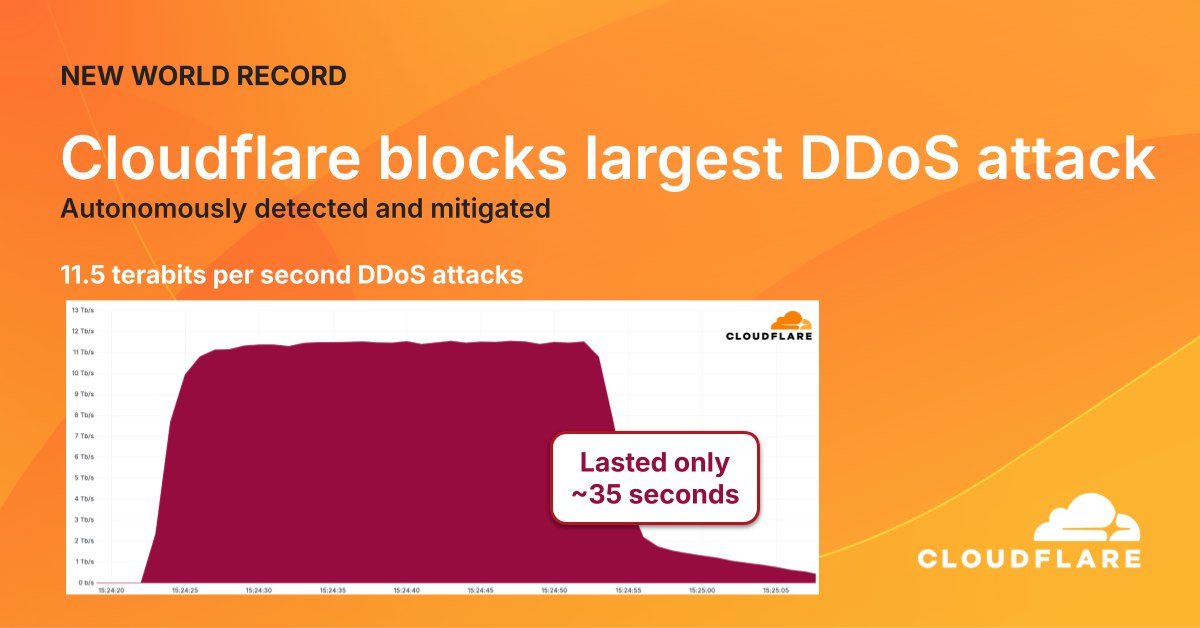 NEW WORLD RECORD
Cloudflare blocks largest DDoS attack
Autonomously detected and mitigated
11.5 terabits per second DDoS attacks
13 Tb/s
12 Tb/s
11 Tb/s
10 Tb/s
9 Tb/s
8 Tb/s
7 Tb/s
6 Tb/s
5 Tb/s
4 Tb/s
3 Tb/s
2 Tb/s
1 Tb/s
0 b/s
CLOUDFLARE
Lasted only
~35 seconds
15:24:20 15:24:25 15:24:30 15:24:35 15:24:40 15:24:45 15:24:50 15:24:55 15:25:00 15:25:05
CLOUDFLARE